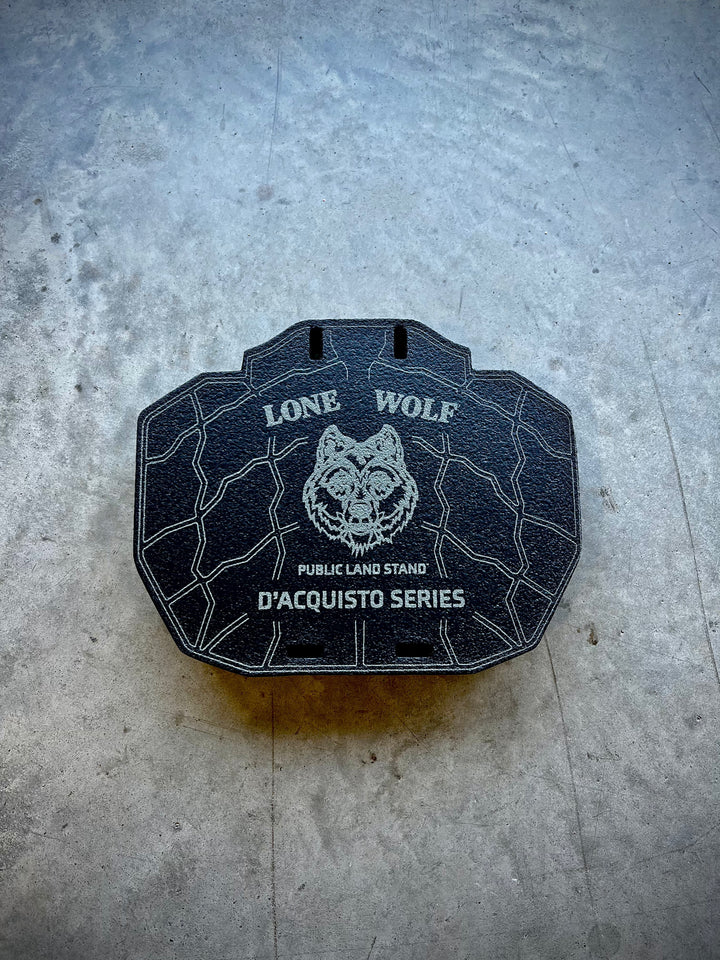 LONE WOLF
PUBLIC LAND STAND
D'ACQUISTO SERIES